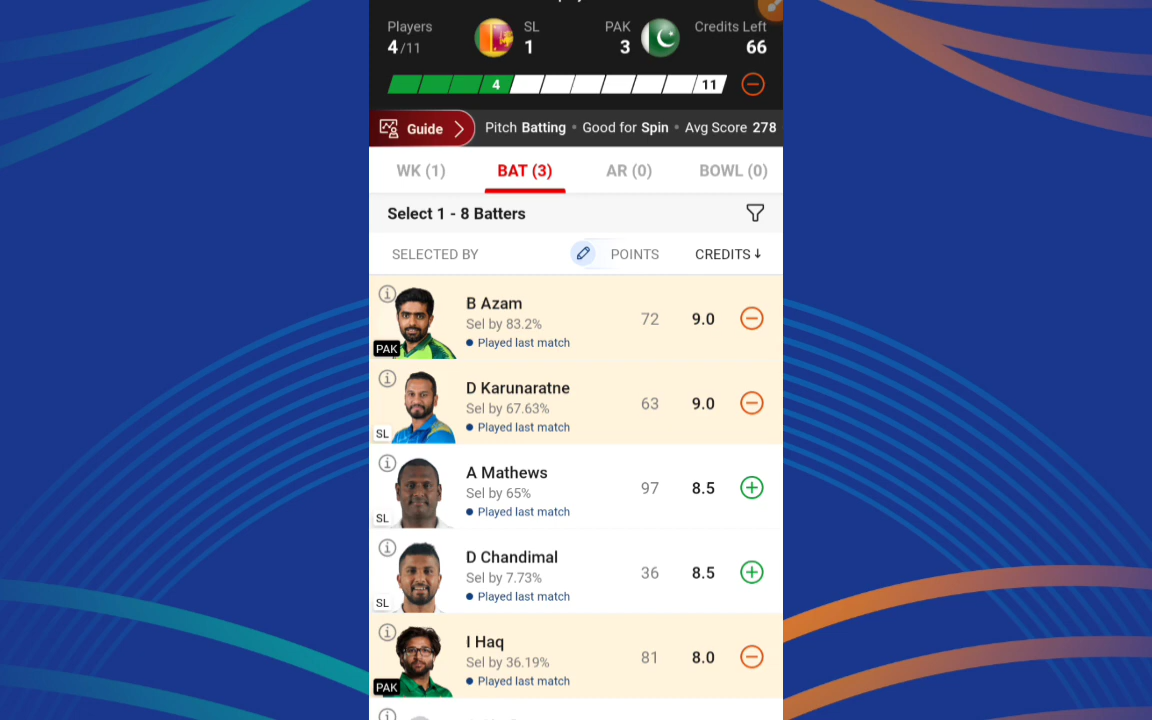 Players
4/11
SL
1
PAK
3
Credits Left
66
4
11
Guide
Pitch Batting • Good for Spin • Avg Score 278
WK (1)
BAT (3)
AR (0)
BOWL (0)
Select 1 - 8 Batters
SELECTED BY
POINTS
CREDITS↓
B Azam
Sel by 83.2%
Played last match
PAK
72
9.0
D Karunaratne
Sel by 67.63%
Played last match
SL
63
9.0
A Mathews
Sel by 65%
Played last match
SL
97
8.5
D Chandimal
Sel by 7.73%
Played last match
SL
36
8.5
I Haq
Sel by 36.19%
Played last match
PAK
81
8.0